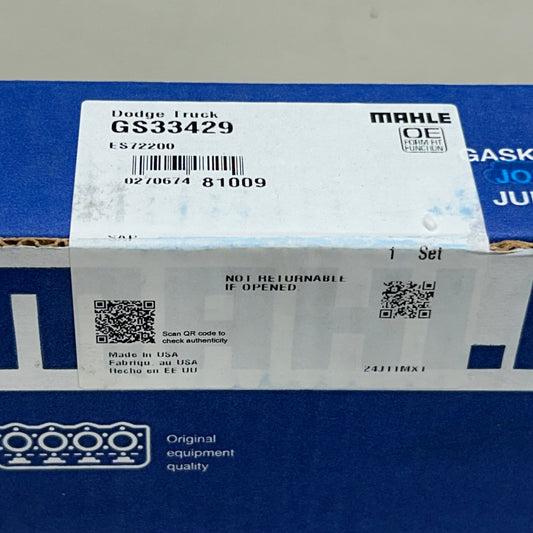 Dodge Truck
GS33429
ES72200
0270674 81009
MAHLE
OE
FORM FIT
FUNCTION
GASK
JO
JU
1 Set
NOT RETURNABLE
IF OPENED
Scan QR code to
check authenticity
Made in USA
Fabriqu. au USA
Hecho en EE UU
24J11MX1
Original
equipment
quality